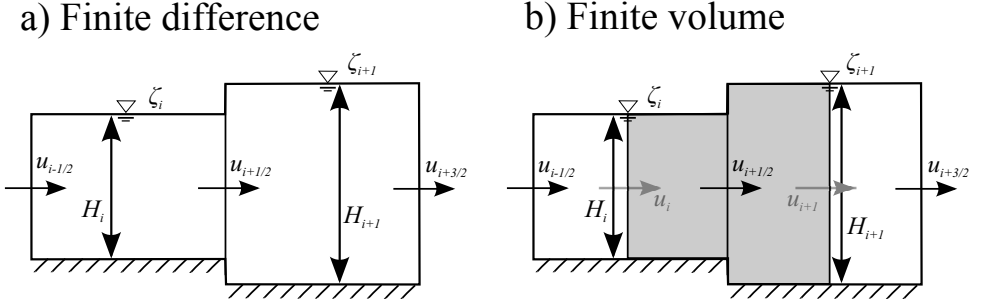 a) Finite difference
b) Finite volume
ζi
ζi+1
ui-1/2
ui+1/2
ui+3/2
Hi
Hi+1
ζi
ζi+1
ui-1/2
ui
ui+1/2
ui+1
ui+3/2
Hi
Hi+1